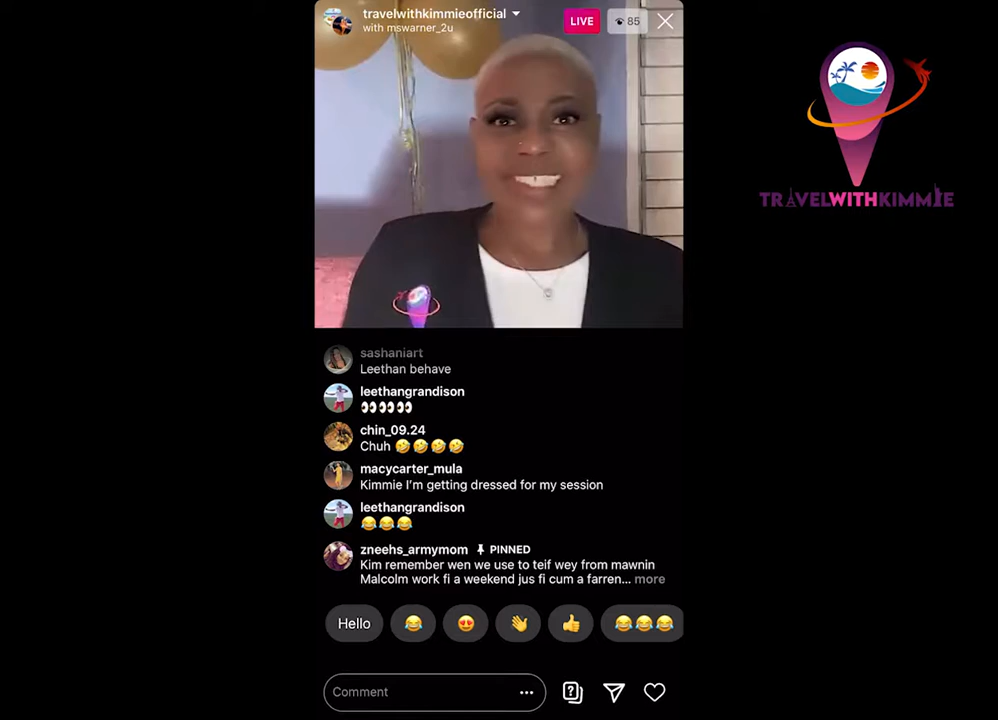 travelwithkimmieofficial
with mswarner_2u
LIVE
85
TRAVELWITHKIMMIE
sashaniart
Leethan behave
leethangrandison
👀👀👀👀👀👀
chin_09.24
Chuh 🤣🤣🤣🤣
macycarter_mula
Kimmie I'm getting dressed for my session
leethangrandison
😂😂😂
zneehs_armymom PINNED
Kim remember wen we use to teif wey from mawnin
Malcolm work fi a weekend jus fi cum a farren... more
Hello 😂 😍 👋 👍 😂😂😂
Comment ...